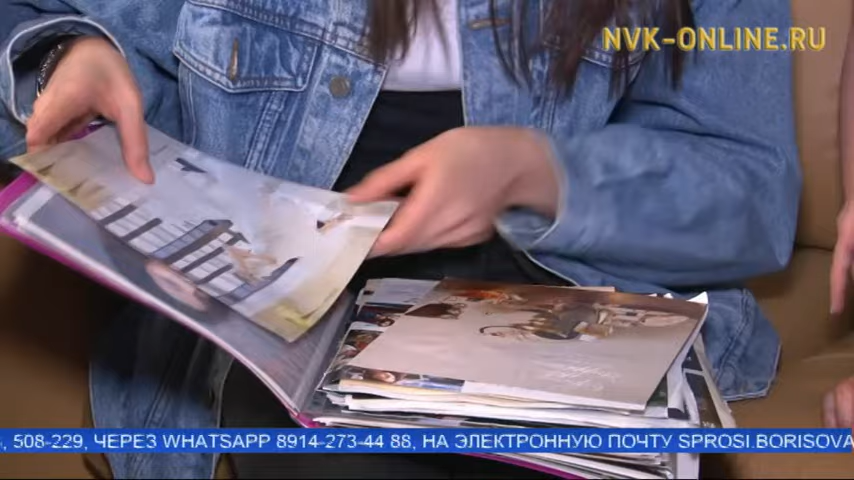 NVK-ONLINE.RU
, 508-229, ЧЕРЕЗ WHATSAPP 8914-273-44 88, НА ЭЛЕКТРОННУЮ ПОЧТУ SPROSI.BORISOVA